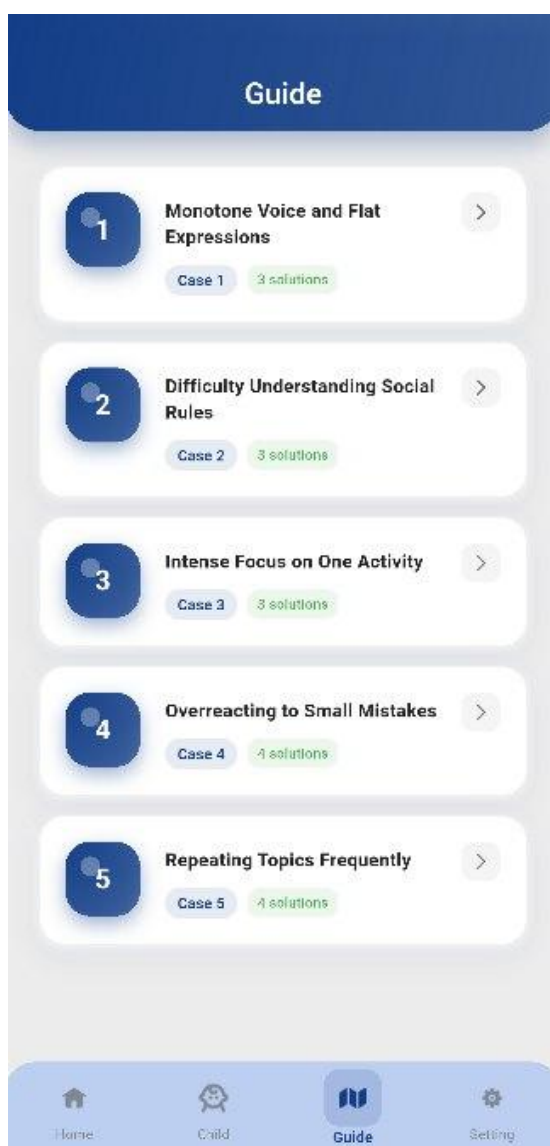 Guide
1
Monotone Voice and Flat
Expressions
Case 1 3 solutions
2
Difficulty Understanding Social
Rules
Case 2 3 solutions
3
Intense Focus on One Activity
Case 3 3 solutions
4
Overreacting to Small Mistakes
Case 4 4 solutions
5
Repeating Topics Frequently
Case 5 4 solutions
Home Child Guide Setting